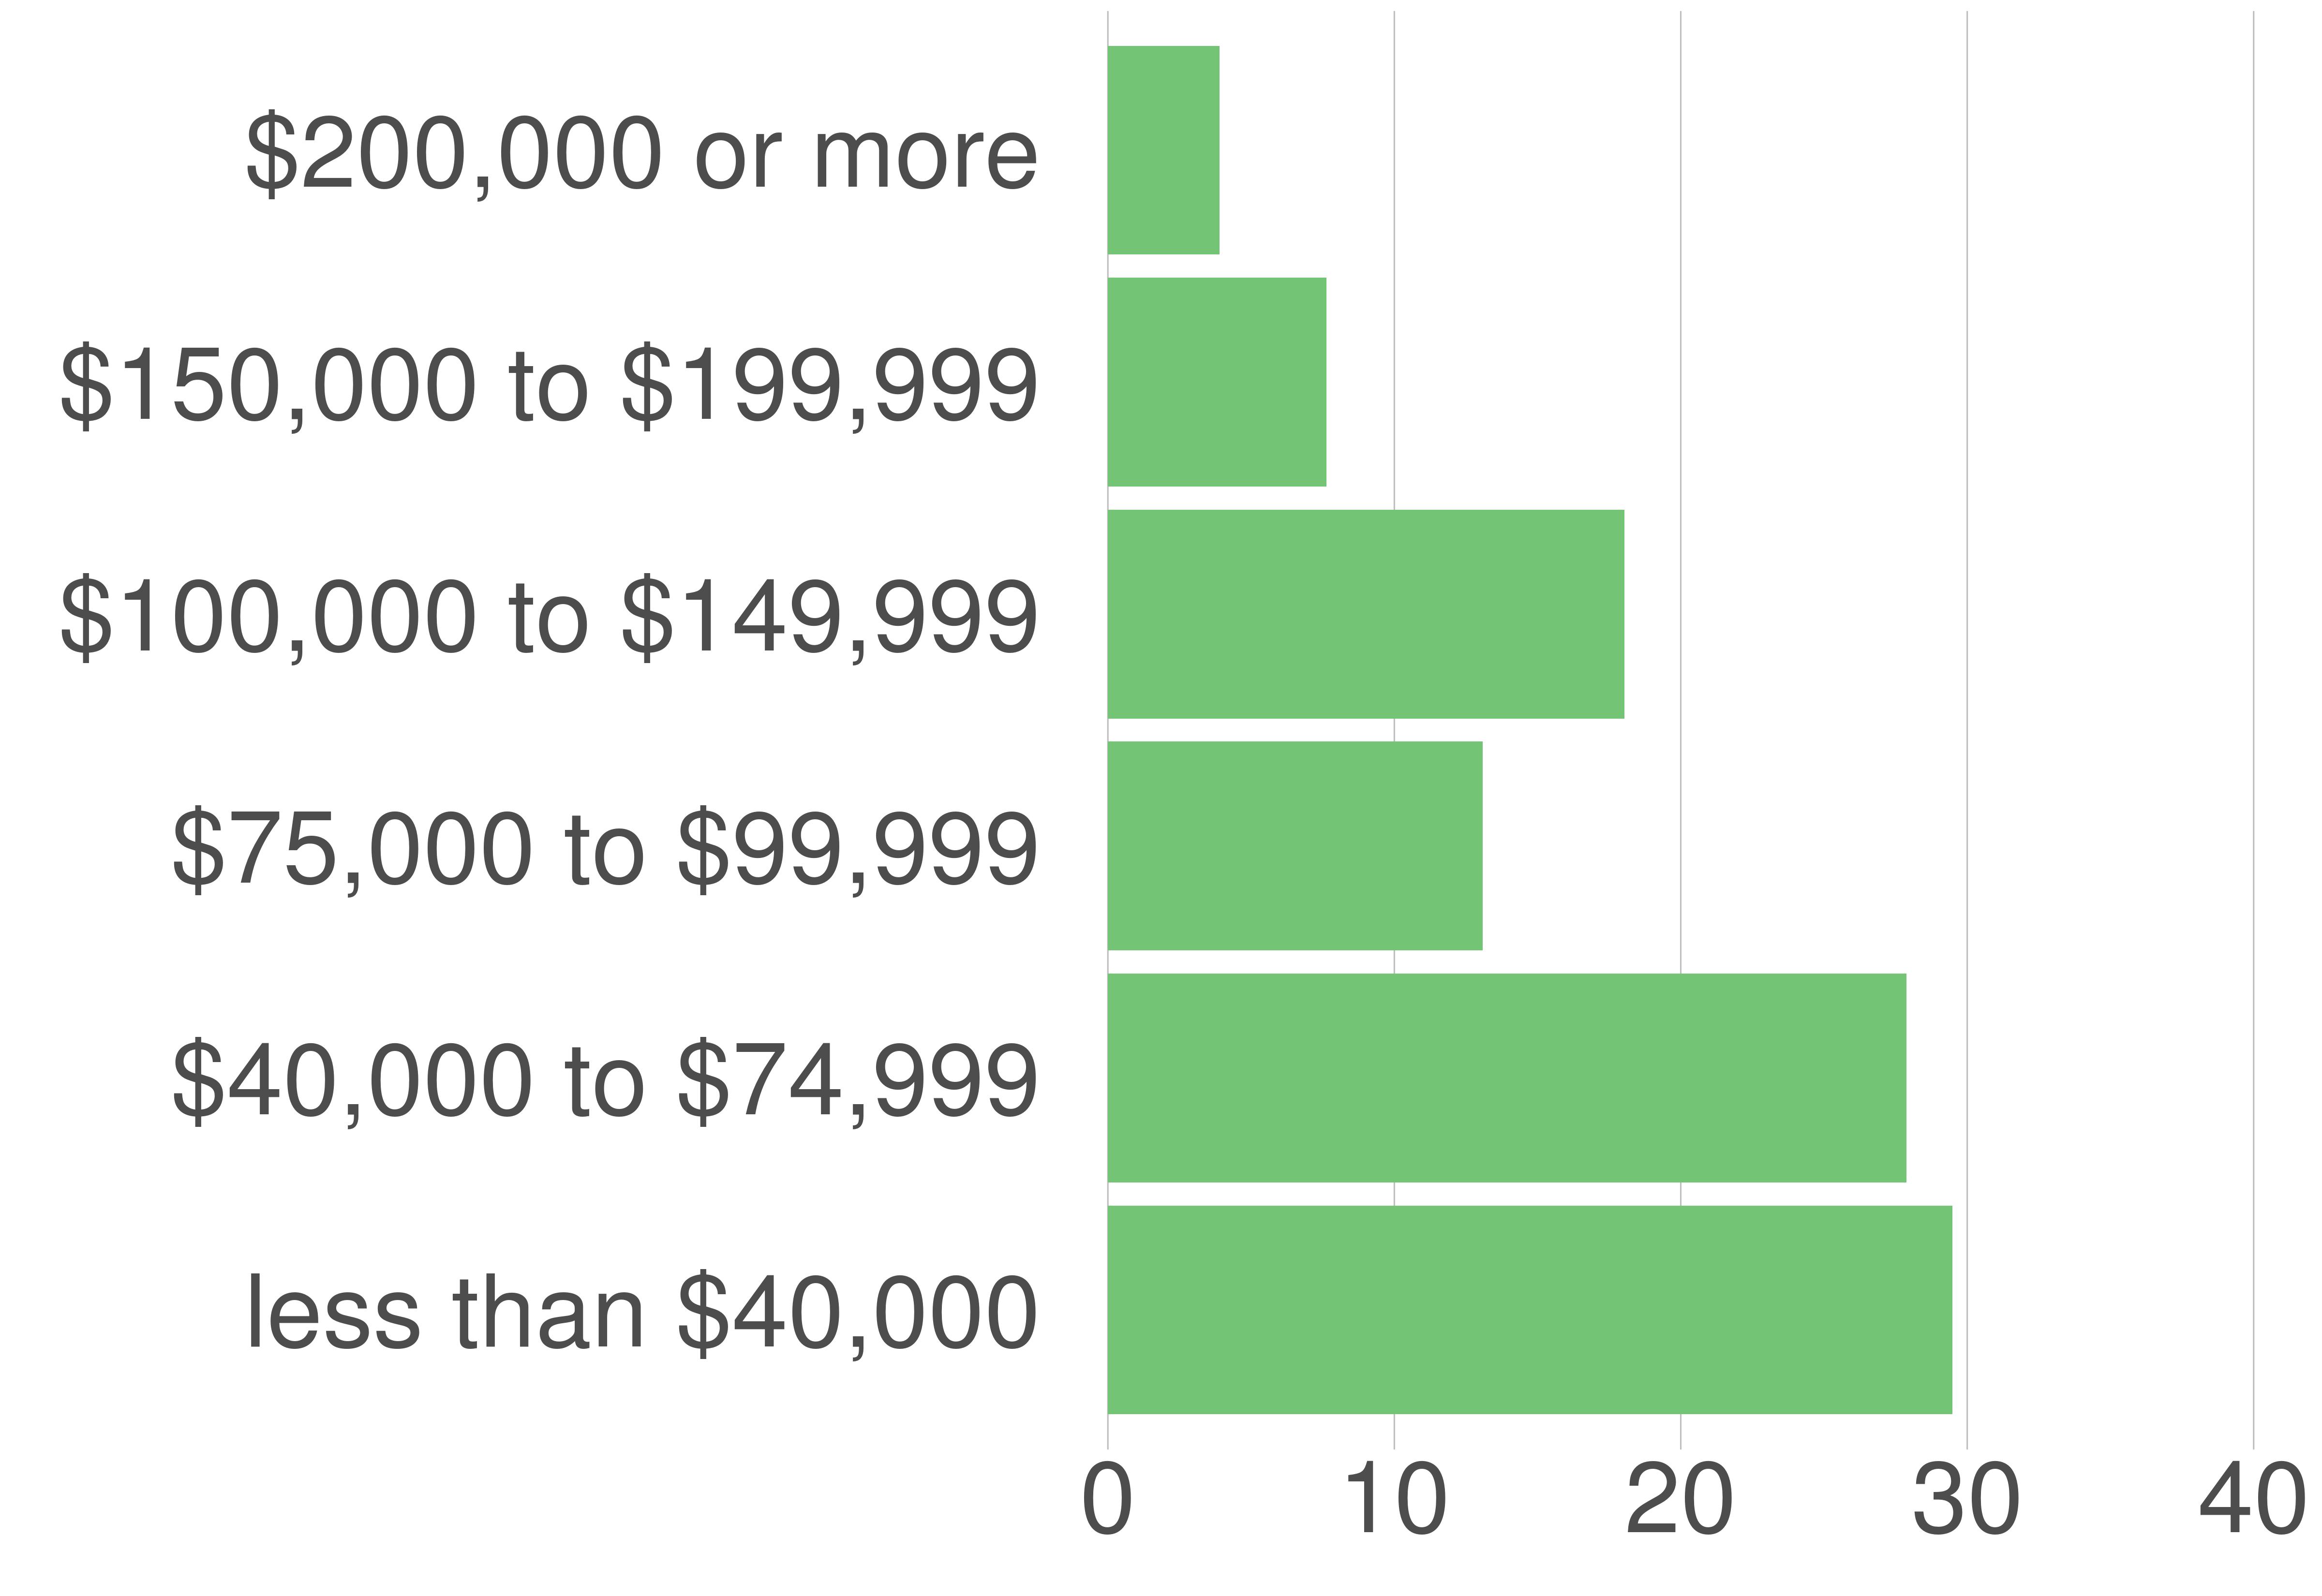 $200,000 or more
$150,000 to $199,999
$100,000 to $149,999
$75,000 to $99,999
$40,000 to $74,999
less than $40,000
0 10 20 30 40